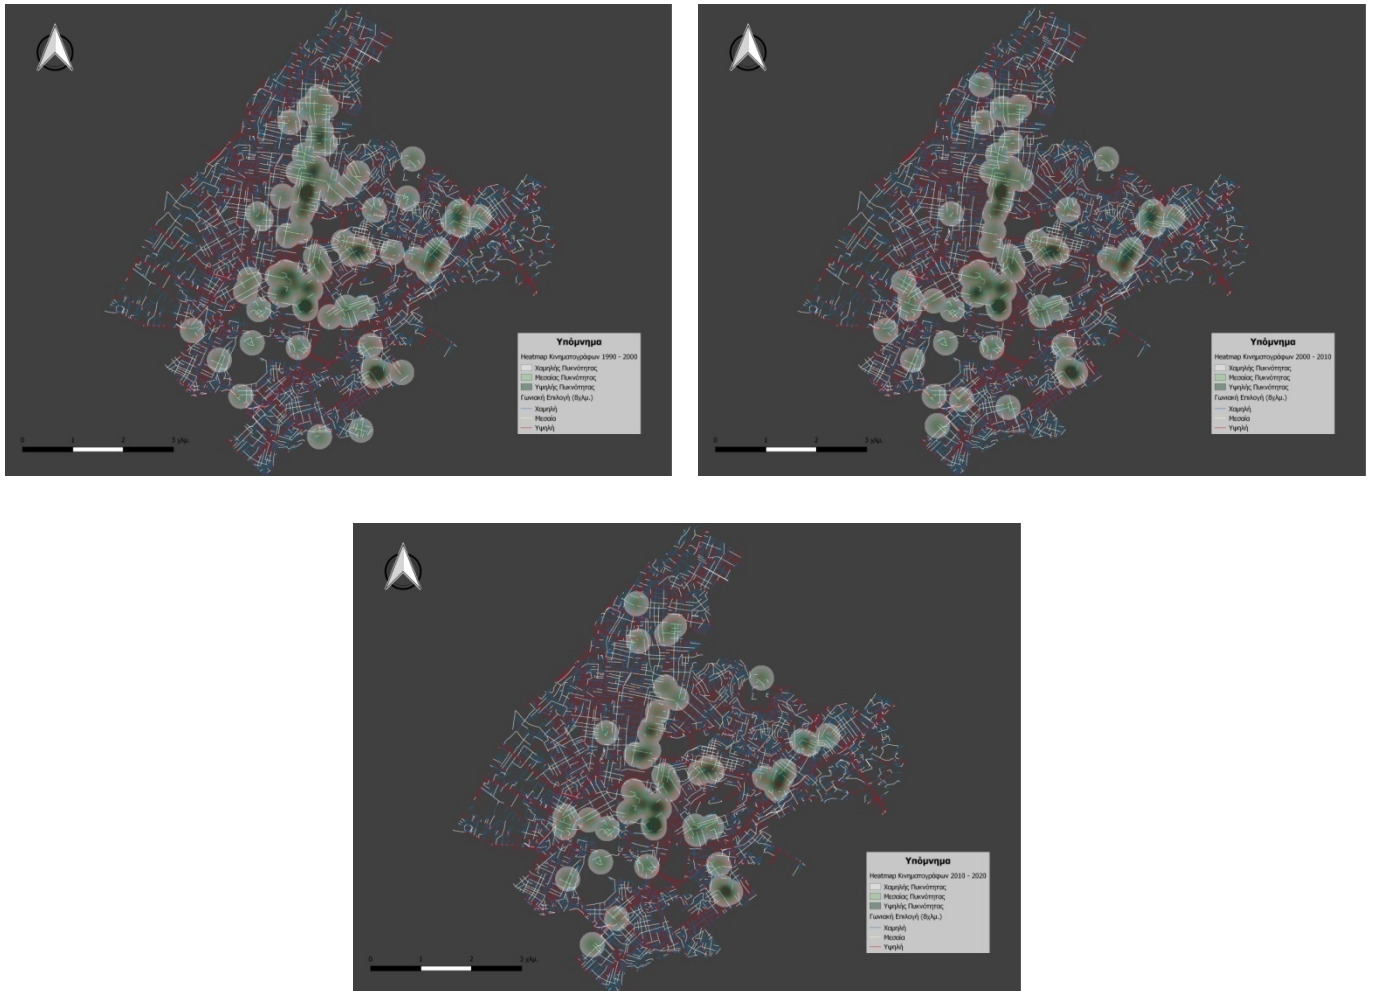 0 1 2 3 χλμ.
Υπόμνημα
Heatmap Κινηματογράφων 1990 - 2000
Χαμηλής Πυκνότητας
Μεσαίας Πυκνότητας
Υψηλής Πυκνότητας
Γωνιακή Επιλογή (8χλμ.)
Χαμηλή
Μεσαία
Υψηλή
0 1 2 3 χλμ.
Υπόμνημα
Heatmap Κινηματογράφων 2000 - 2010
Χαμηλής Πυκνότητας
Μεσαίας Πυκνότητας
Υψηλής Πυκνότητας
Γωνιακή Επιλογή (8χλμ.)
Χαμηλή
Μεσαία
Υψηλή
0 1 2 3 χλμ.
Υπόμνημα
Heatmap Κινηματογράφων 2010 - 2020
Χαμηλής Πυκνότητας
Μεσαίας Πυκνότητας
Υψηλής Πυκνότητας
Γωνιακή Επιλογή (8χλμ.)
Χαμηλή
Μεσαία
Υψηλή